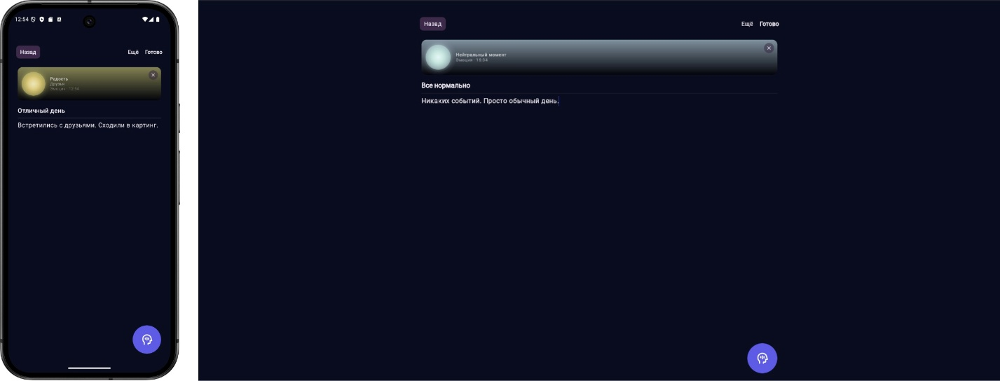 12:54
Назад
Ещё
Готово
Радость
Друзья
Эмоция · 12:54
Отличный день
Встретились с друзьями. Сходили в картинг.
Назад
Ещё
Готово
Нейтральный момент
Эмоция · 18:34
Все нормально
Никаких событий. Просто обычный день.